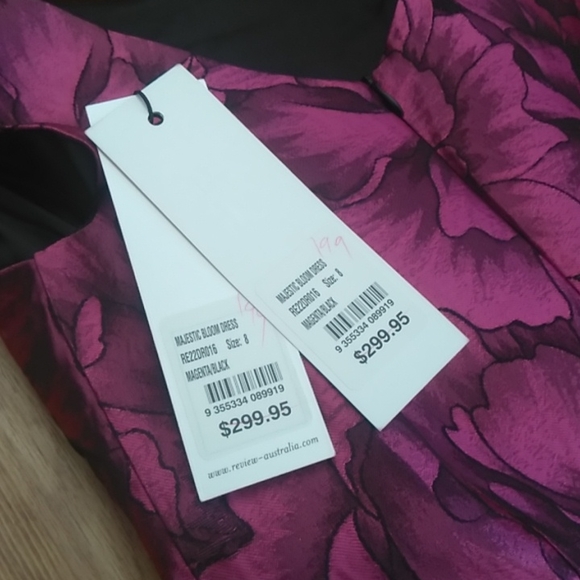 199
MAJESTIC BLOOM DRESS
RE22DR016 Size: 8
MAGENTA/BLACK
9 355334 089919
$299.95
MAJESTIC BLOOM DRESS
RE22DR016 Size: 8
MAGENTA/BLACK
9 355334 089919
$299.95
www.review-australia.com